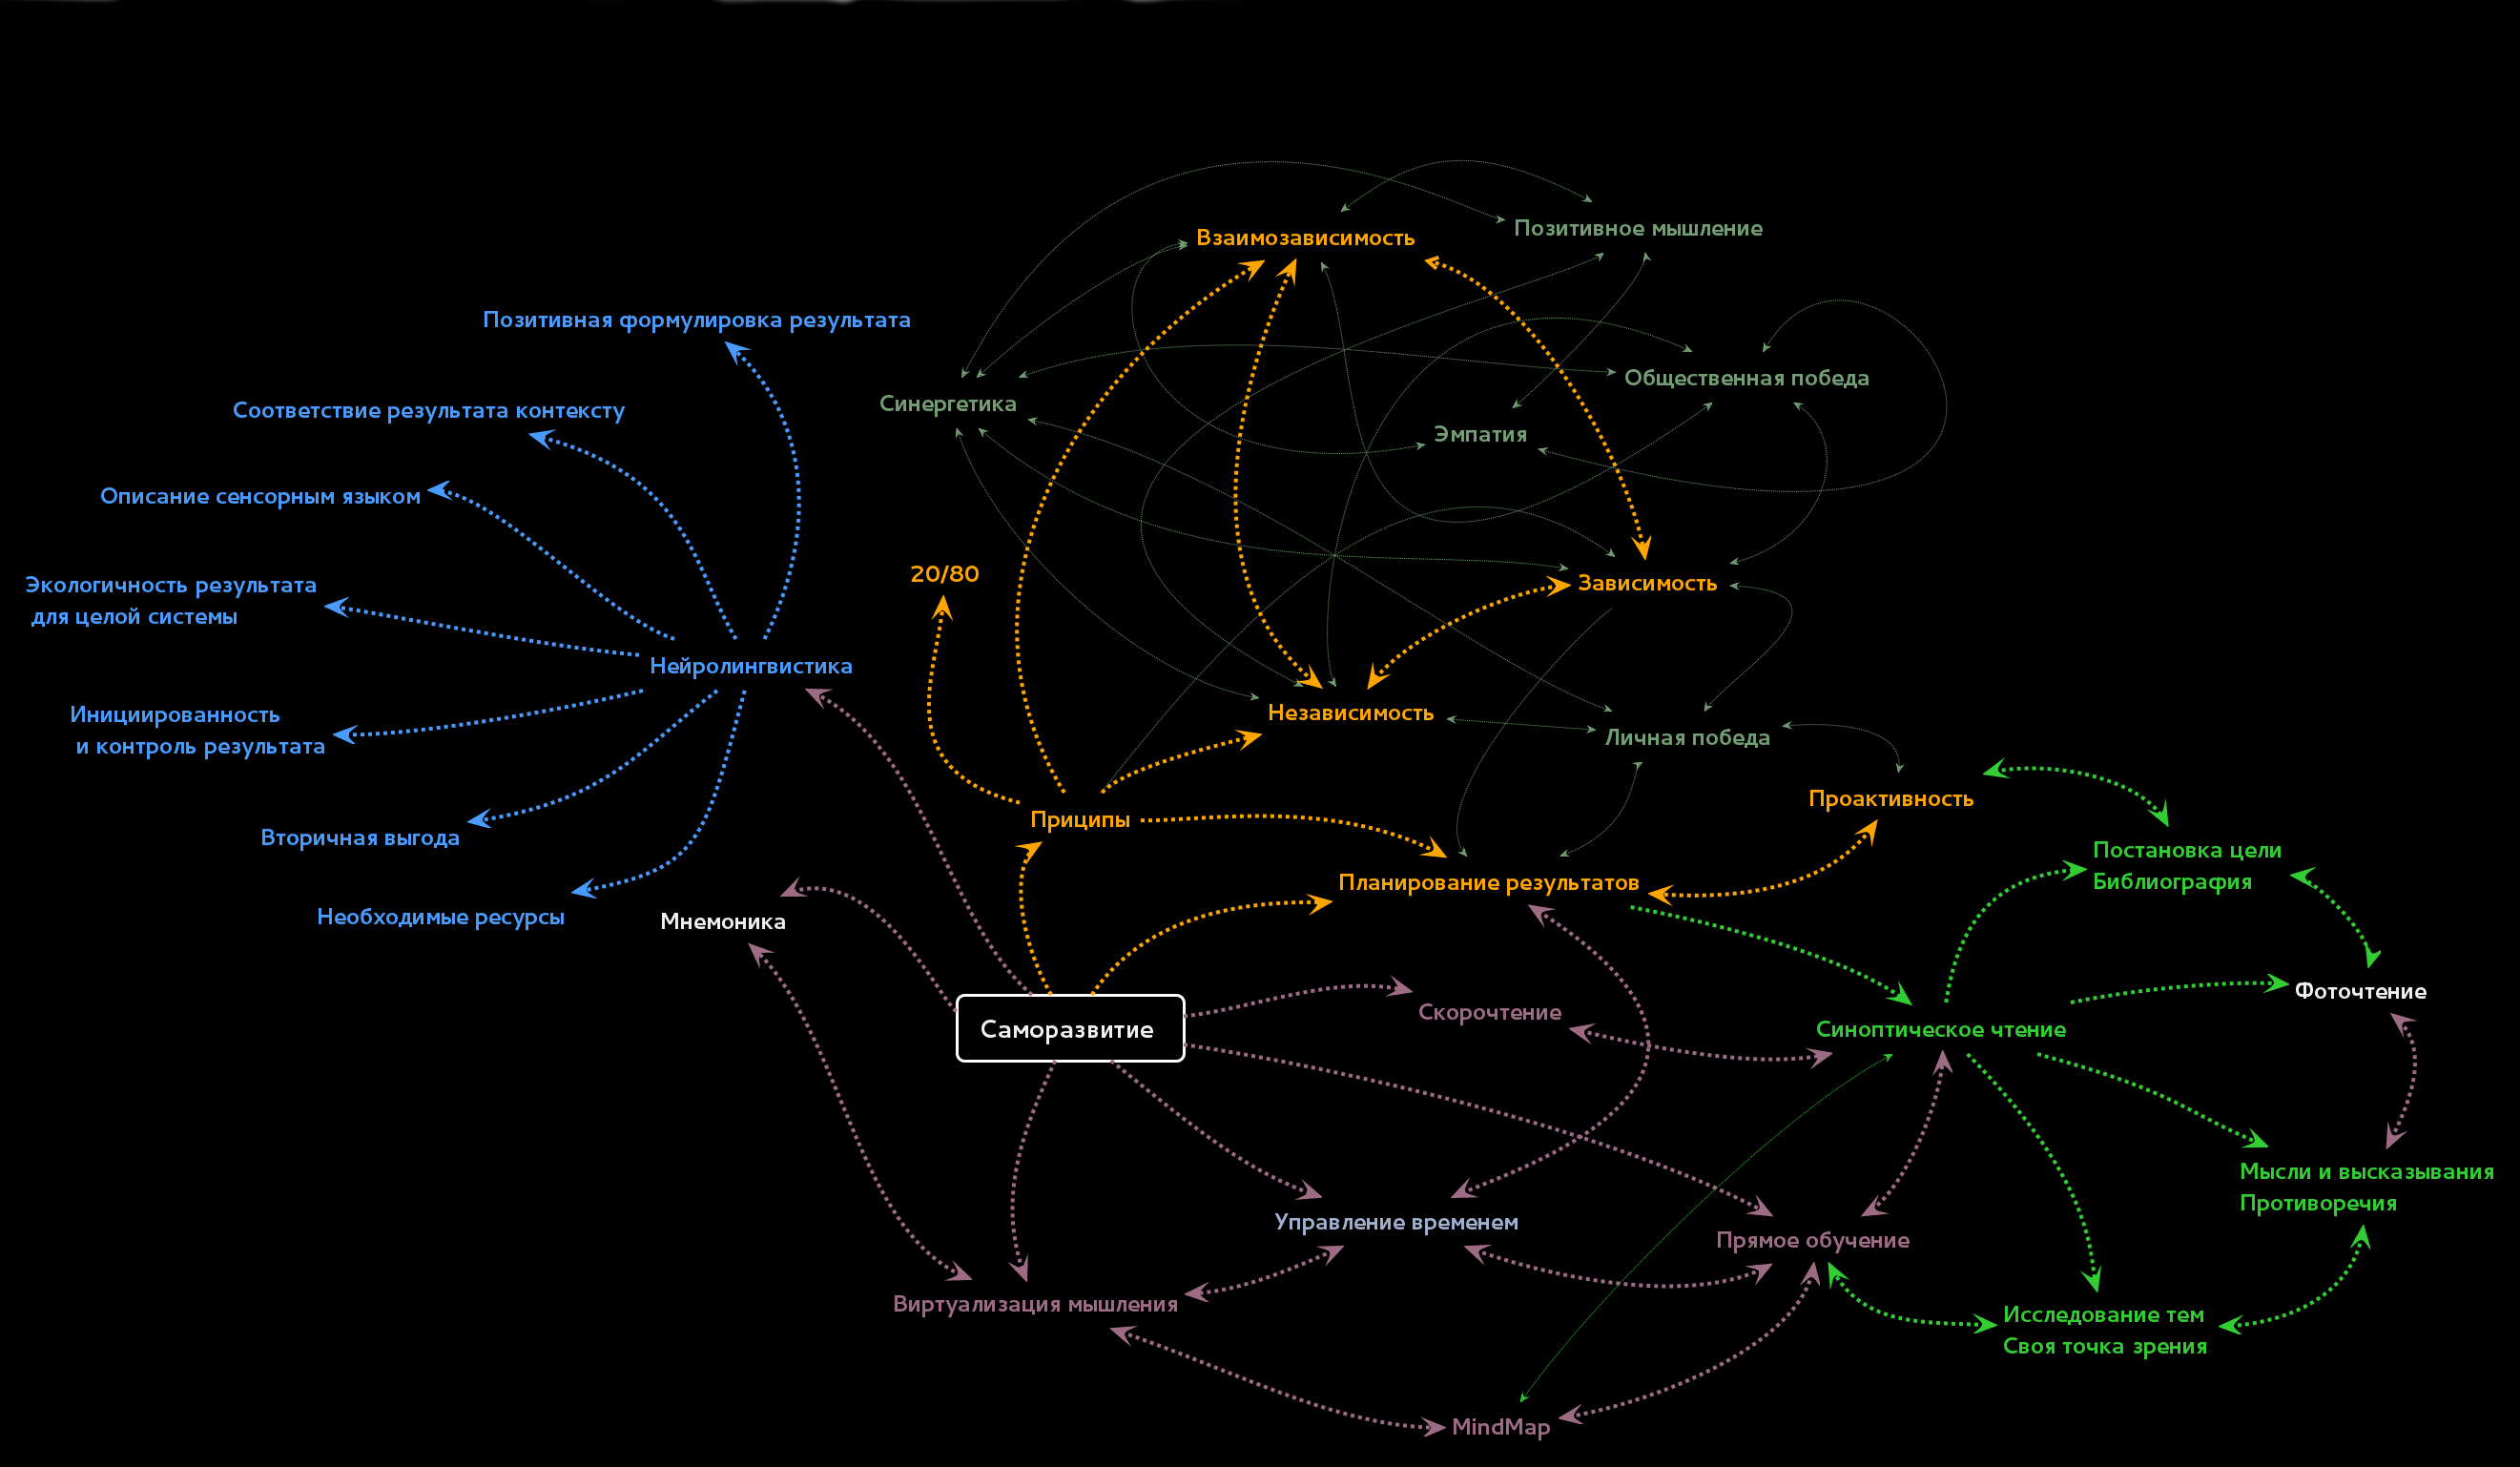 Позитивное мышление
Взаимозависимость
Позитивная формулировка результата
Общественная победа
Синергетика
Соответствие результата контексту
Эмпатия
Описание сенсорным языком
20/80
Зависимость
Экологичность результата
для целой системы
Нейролингвистика
Независимость
Инициированность
и контроль результата
Личная победа
Проактивность
Приципы
Вторичная выгода
Постановка цели
Библиография
Планирование результатов
Необходимые ресурсы
Мнемоника
Фоточтение
Скорочтение
Саморазвитие
Синоптическое чтение
Мысли и высказывания
Противоречия
Управление временем
Прямое обучение
Виртуализация мышления
Исследование тем
Своя точка зрения
MindMap